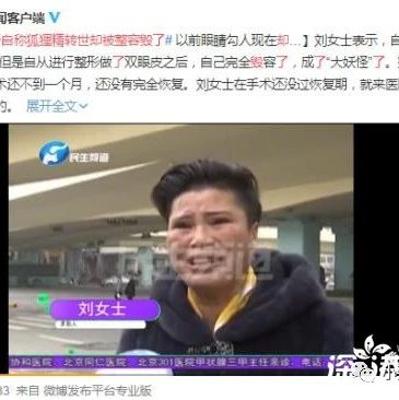 闻客户端
自称狐狸精转世却被整容毁了 以前眼睛勾人现在却...】刘女士表示，自
但是自从进行整形做了双眼皮之后，自己完全毁容了，成了“大妖怪”了。
术还不到一个月，还没有完全恢复。刘女士在手术还没过恢复期，就来医
的。 展开全文
民生频道
刘女士
协和医院、北京同仁医院、北京301医院甲状腺三甲主任亲诊，电话
33 来自 微博发布平台专业版